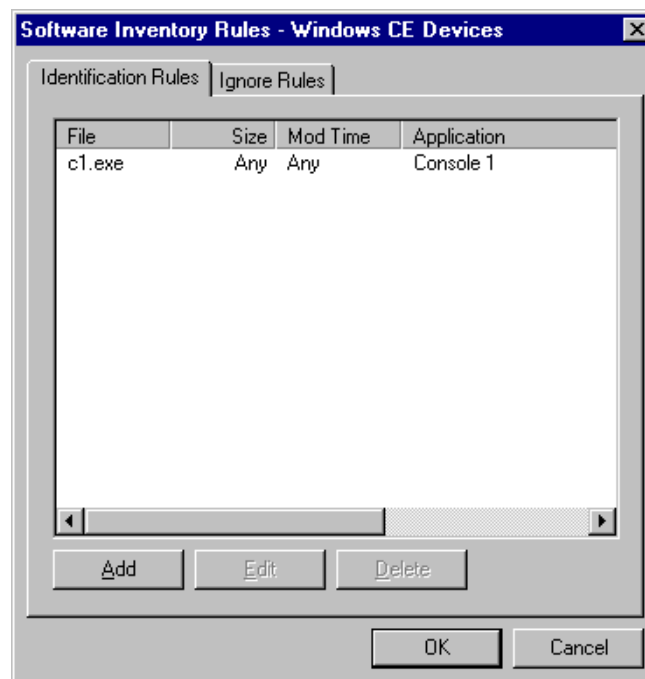 Software Inventory Rules - Windows CE Devices
Identification Rules Ignore Rules
File Size Mod Time Application
c1.exe Any Any Console 1
Add Edit Delete
OK Cancel